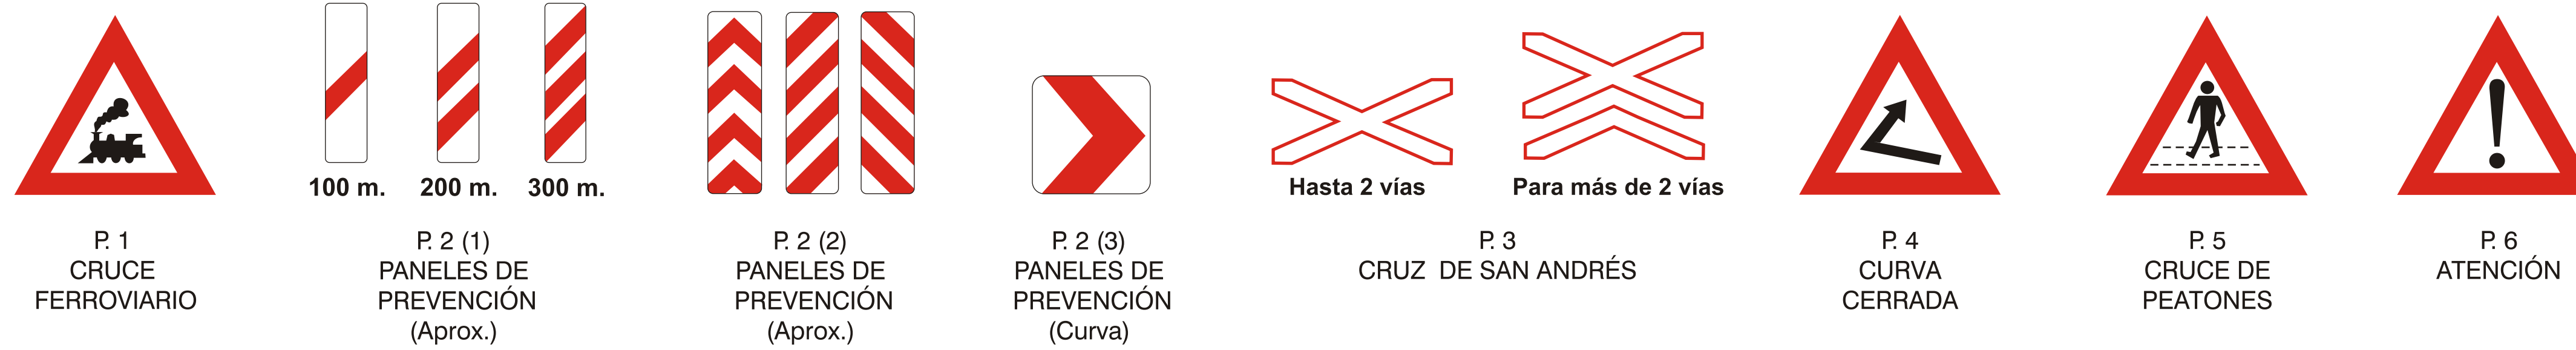 100 m.
200 m.
300 m.
Hasta 2 vías
Para más de 2 vías
P. 1
CRUCE
FERROVIARIO
P. 2 (1)
PANELES DE
PREVENCIÓN
(Aprox.)
P. 2 (2)
PANELES DE
PREVENCIÓN
(Aprox.)
P. 2 (3)
PANELES DE
PREVENCIÓN
(Curva)
P. 3
CRUZ DE SAN ANDRÉS
P. 4
CURVA
CERRADA
P. 5
CRUCE DE
PEATONES
P. 6
ATENCIÓN